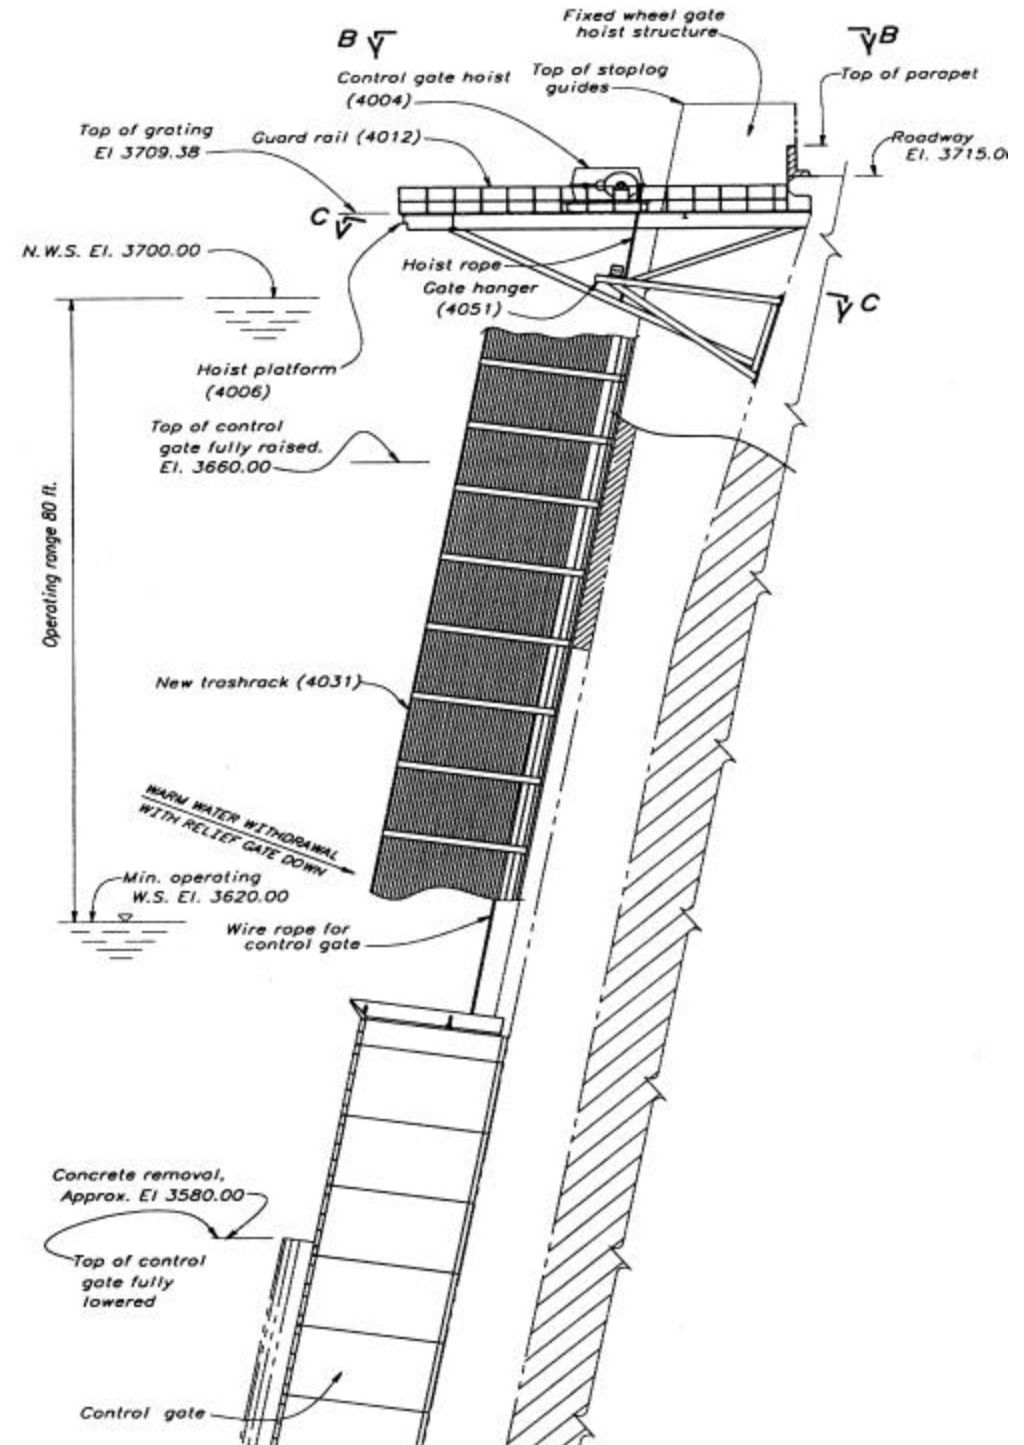 Fixed wheel gate
hoist structure
B
B
Control gate hoist
(4004)
Top of stoplog
guides
Top of parapet
Top of grating
El 3709.38
Guard rail (4012)
Roadway
El. 3715.0
C
N.W.S. El. 3700.00
Hoist rope
Gate hanger
(4051)
C
Hoist platform
(4006)
Top of control
gate fully raised.
El. 3660.00
Operating range 80 ft.
New trashrack (4031)
WARM WATER WITHDRAWAL
WITH RELIEF GATE DOWN
Min. operating
W.S. El. 3620.00
Wire rope for
control gate
Concrete removal,
Approx. El 3580.00
Top of control
gate fully
lowered
Control gate